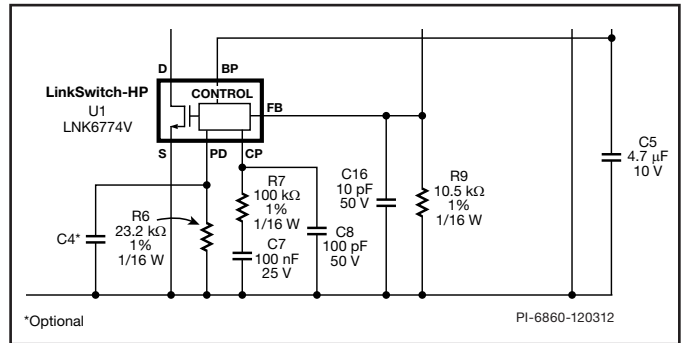 D
BP
LinkSwitch-HP
U1
LNK6774V
CONTROL
FB
S
PD
CP
C5
4.7 μF
10 V
C16
10 pF
50 V
R9
10.5 kΩ
1%
1/16 W
R7
100 kΩ
1%
1/16 W
R6
23.2 kΩ
1%
1/16 W
C4*
C8
100 pF
50 V
C7
100 nF
25 V
*Optional
PI-6860-120312